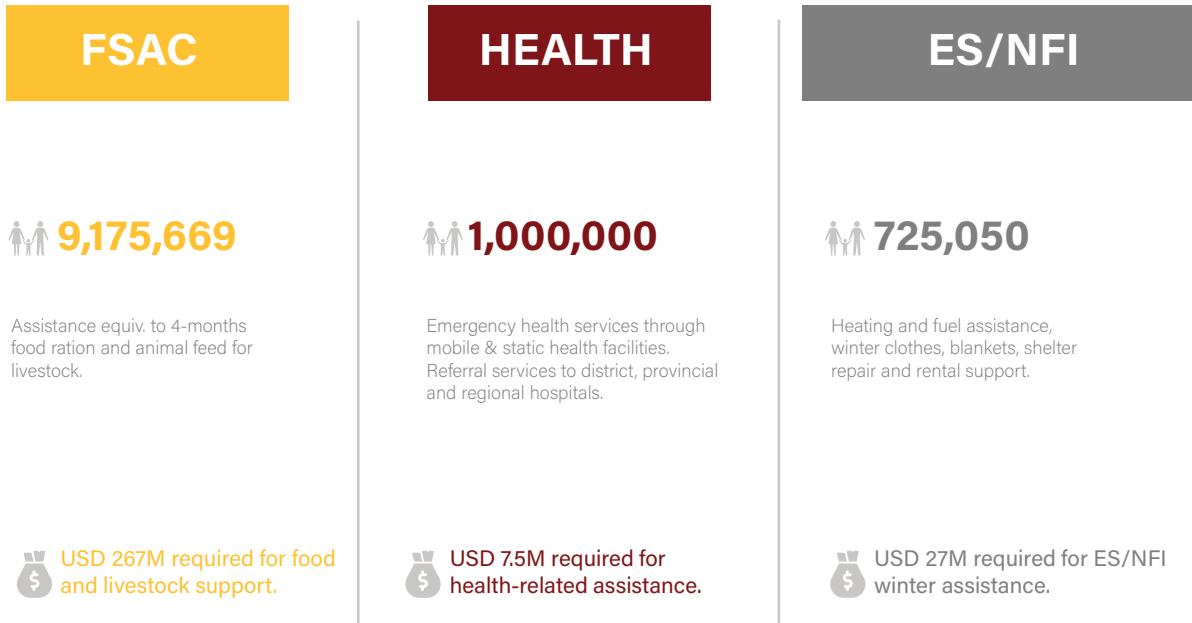 FSAC
9,175,669
Assistance equiv. to 4-months
food ration and animal feed for
livestock.
$
USD 267M required for food
and livestock support.
HEALTH
1,000,000
Emergency health services through
mobile & static health facilities.
Referral services to district, provincial
and regional hospitals.
$
USD 7.5M required for
health-related assistance.
ES/NFI
725,050
Heating and fuel assistance,
winter clothes, blankets, shelter
repair and rental support.
$
USD 27M required for ES/NFI
winter assistance.